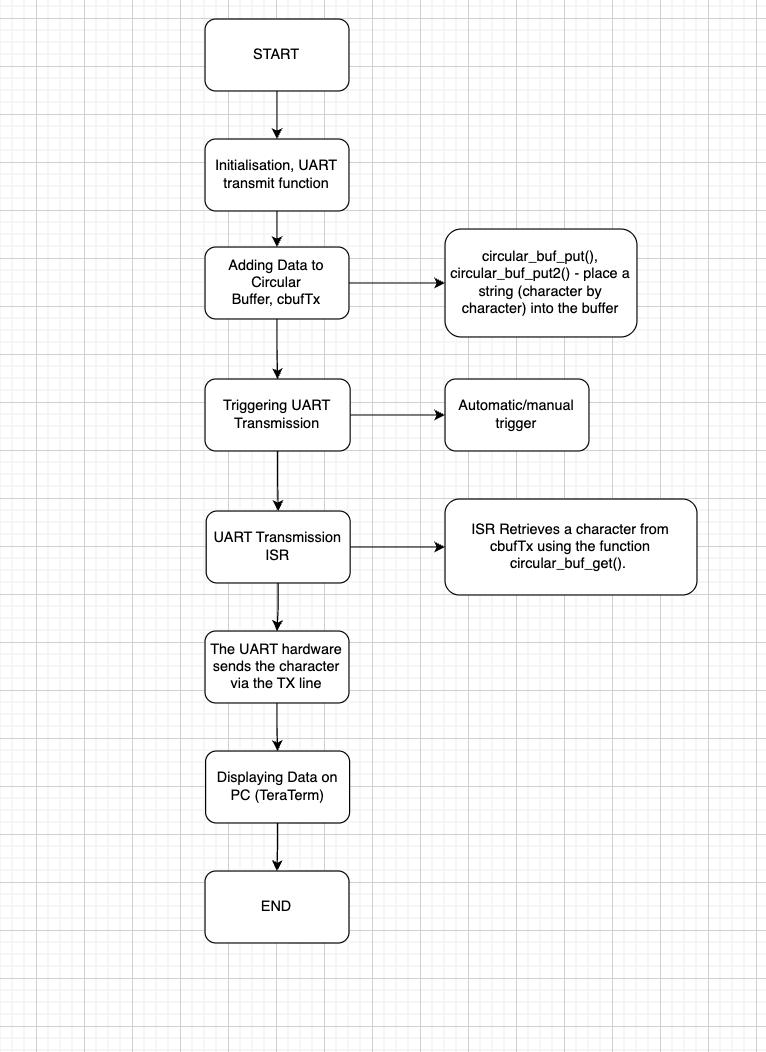 START
Initialisation, UART
transmit function
Adding Data to
Circular
Buffer, cbufTx
circular_buf_put(),
circular_buf_put2() - place a
string (character by
character) into the buffer
Triggering UART
Transmission
Automatic/manual
trigger
UART Transmission
ISR
ISR Retrieves a character from
cbufTx using the function
circular_buf_get().
The UART hardware
sends the character
via the TX line
Displaying Data on
PC (TeraTerm)
END